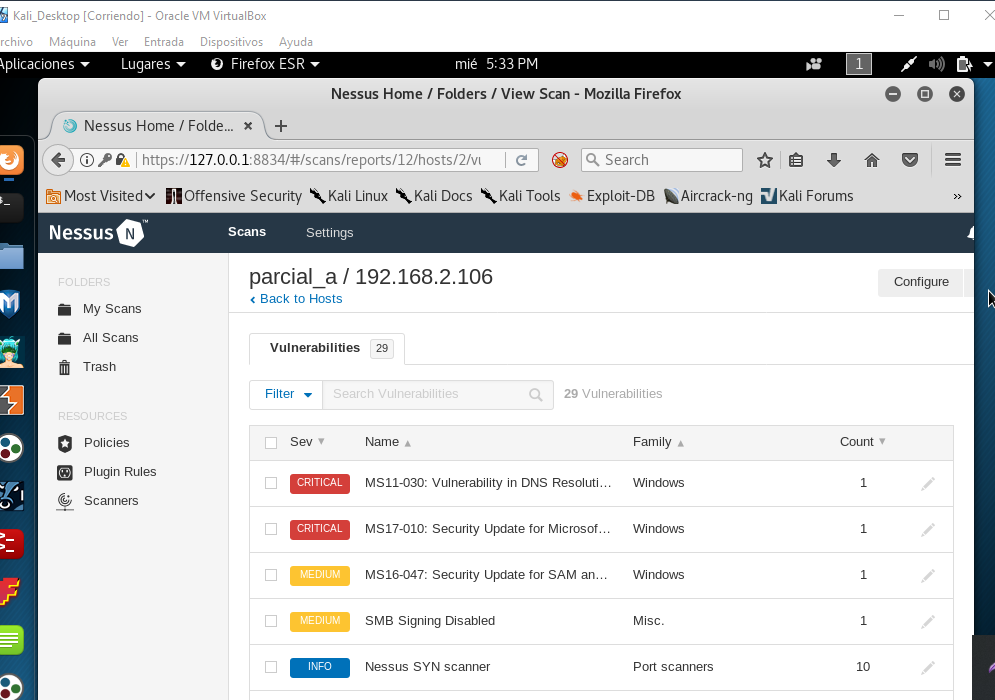 Kali_Desktop [Corriendo] - Oracle VM VirtualBox
rchivo Máquina Ver Entrada Dispositivos Ayuda
Aplicaciones Lugares Firefox ESR mié 5:33 PM 1
Nessus Home / Folders / View Scan - Mozilla Firefox
Nessus Home / Folde...
https://127.0.0.1:8834/#/scans/reports/12/hosts/2/vu Search
Most Visited Offensive Security Kali Linux Kali Docs Kali Tools Exploit-DB Aircrack-ng Kali Forums »
Nessus N ™ Scans Settings
FOLDERS
My Scans
All Scans
Trash
RESOURCES
Policies
Plugin Rules
Scanners
parcial_a / 192.168.2.106
Back to Hosts
Configure
Vulnerabilities 29
Filter Search Vulnerabilities 29 Vulnerabilities
Sev Name Family Count
CRITICAL MS11-030: Vulnerability in DNS Resoluti... Windows 1
CRITICAL MS17-010: Security Update for Microsof... Windows 1
MEDIUM MS16-047: Security Update for SAM an... Windows 1
MEDIUM SMB Signing Disabled Misc. 1
INFO Nessus SYN scanner Port scanners 10